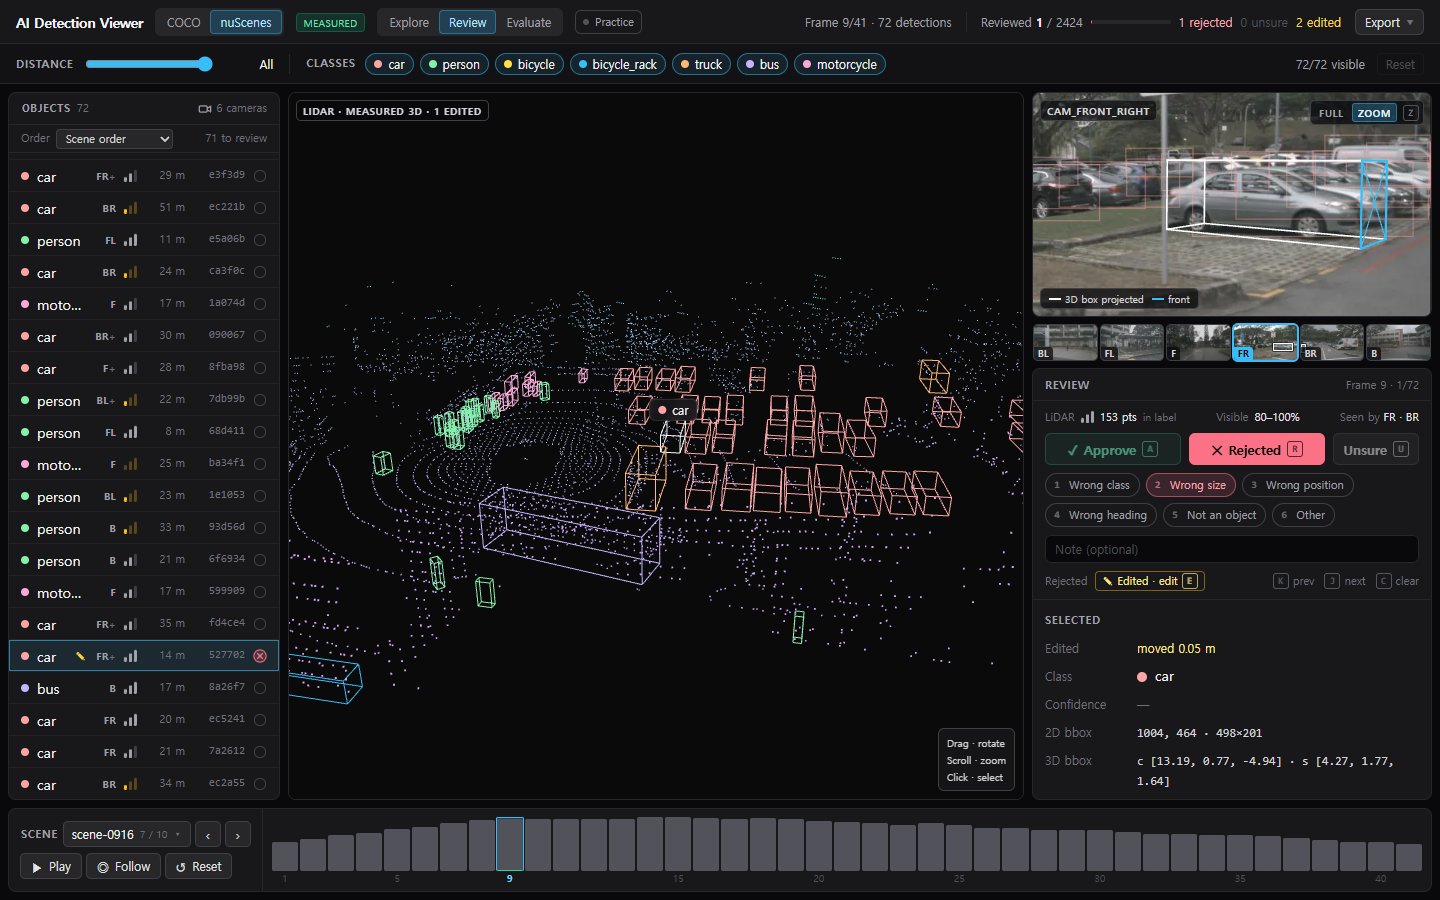 AI Detection Viewer COCO nuScenes MEASURED Explore Review Evaluate Practice Frame 9/41 · 72 detections Reviewed 1 / 2424 1 rejected 0 unsure 2 edited Export
DISTANCE All CLASSES car person bicycle bicycle_rack truck bus motorcycle 72/72 visible Reset
OBJECTS 72 6 cameras
Order Scene order 71 to review
car FR+ 29 m e3f3d9
car BR 51 m ec221b
person FL 11 m e5a06b
car BR 24 m ca3f0c
moto... F 17 m 1a074d
car BR+ 30 m 090067
car F+ 28 m 8fba98
person BL+ 22 m 7db99b
person FL 8 m 68d411
moto... F 25 m ba34f1
person BL 23 m 1e1053
person B 33 m 93d56d
person B 21 m 6f6934
moto... F 17 m 599909
car FR+ 35 m fd4ce4
car FR+ 14 m 527702
bus B 17 m 8a26f7
car FR 20 m ec5241
car FR 21 m 7a2612
car BR 34 m ec2a55
LIDAR · MEASURED 3D · 1 EDITED
car
Drag · rotate
Scroll · zoom
Click · select
CAM_FRONT_RIGHT FULL ZOOM Z
3D box projected front
BL FL F FR BR B
REVIEW Frame 9 · 1/72
LiDAR 153 pts in label Visible 80–100% Seen by FR · BR
Approve A Rejected R Unsure U
1 Wrong class 2 Wrong size 3 Wrong position
4 Wrong heading 5 Not an object 6 Other
Note (optional)
Rejected Edited · edit E K prev J next C clear
SELECTED
Edited moved 0.05 m
Class car
Confidence —
2D bbox 1004, 464 · 498×201
3D bbox c [13.19, 0.77, -4.94] · s [4.27, 1.77,
1.64]
SCENE scene-0916 7 / 10 ‹ ›
Play Follow Reset
1 5 9 15 20 25 30 35 40